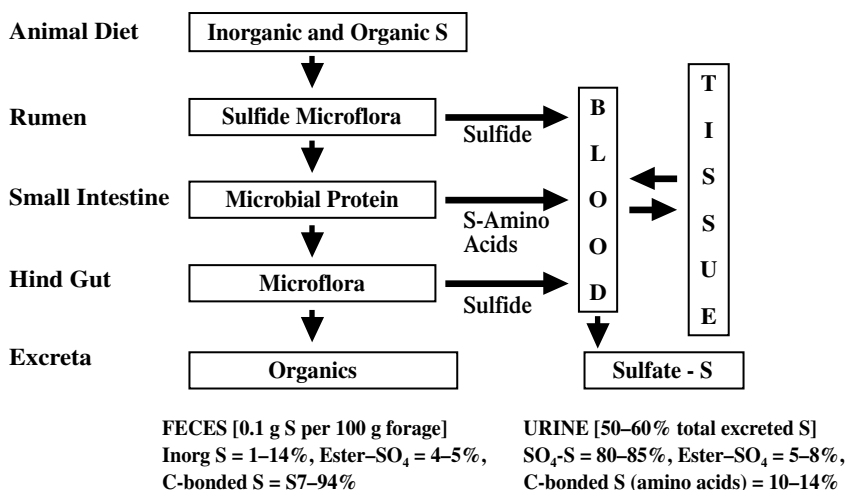 Animal Diet
Inorganic and Organic S
Rumen
Sulfide Microflora
Sulfide
Small Intestine
Microbial Protein
S-Amino
Acids
Hind Gut
Microflora
Sulfide
Excreta
Organics
BLOOD
TISSUE
Sulfate - S
FECES [0.1 g S per 100 g forage]
Inorg S = 1–14%, Ester–SO₄ = 4–5%,
C-bonded S = S7–94%
URINE [50–60% total excreted S]
SO₄-S = 80–85%, Ester–SO₄ = 5–8%,
C-bonded S (amino acids) = 10–14%